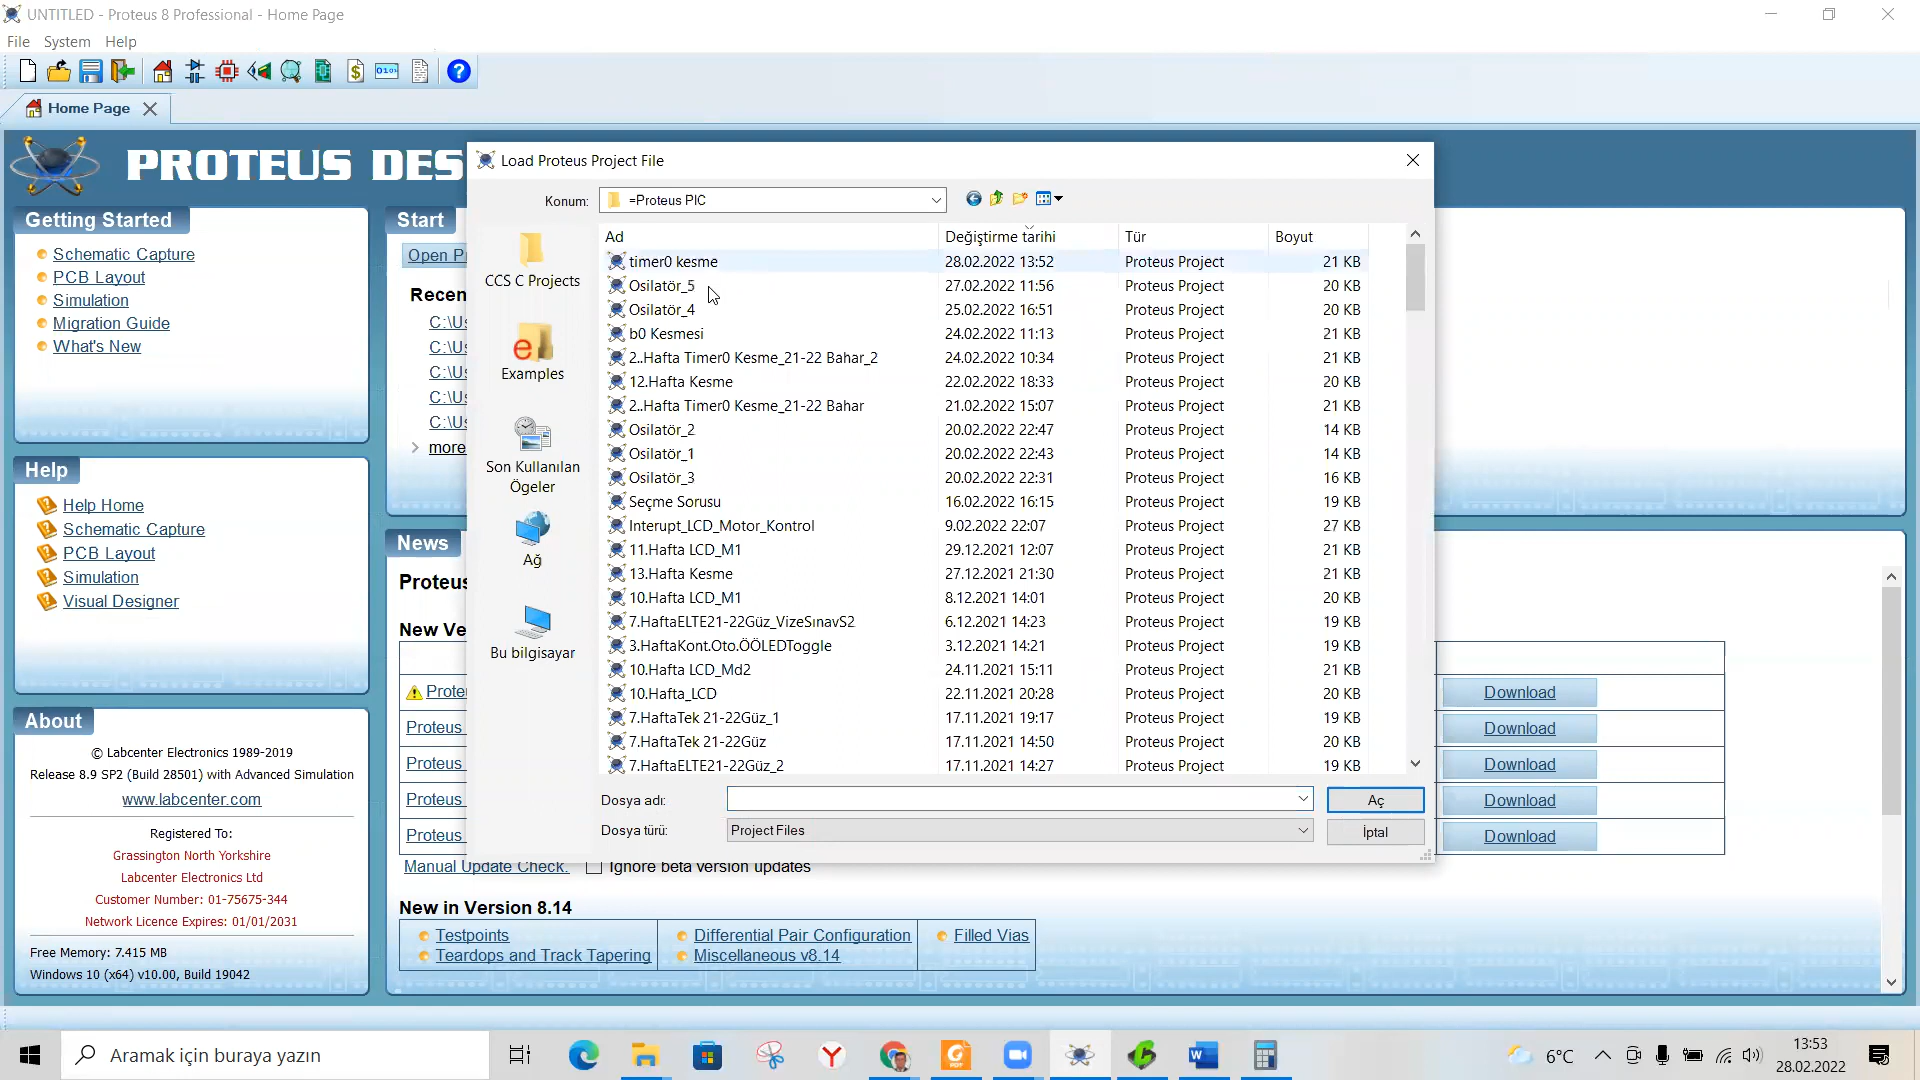 UNTITLED - Proteus 8 Professional - Home Page
File System Help
Home Page
PROTEUS DES
Getting Started
Schematic Capture
PCB Layout
Simulation
Migration Guide
What's New
Help
Help Home
Schematic Capture
PCB Layout
Simulation
Visual Designer
About
© Labcenter Electronics 1989-2019
Release 8.9 SP2 (Build 28501) with Advanced Simulation
www.labcenter.com
Registered To:
Grassington North Yorkshire
Labcenter Electronics Ltd
Customer Number: 01-75675-344
Network Licence Expires: 01/01/2031
Free Memory: 7.415 MB
Windows 10 (x64) v10.00, Build 19042
Start
Open P
Recen
C:\Us
C:\Us
C:\Us
C:\Us
C:\Us
more
News
Proteus
New Ve
Prote
Proteus
Proteus
Proteus
Proteus
Download
Download
Download
Download
Download
Manual Update Check. Ignore beta version updates
New in Version 8.14
Testpoints Differential Pair Configuration Filled Vias
Teardops and Track Tapering Miscellaneous v8.14
Load Proteus Project File
Konum: =Proteus PIC
CCS C Projects
Examples
Son Kullanılan
Ögeler
Ağ
Bu bilgisayar
Ad Değiştirme tarihi Tür Boyut
timer0 kesme 28.02.2022 13:52 Proteus Project 21 KB
Osilatör_5 27.02.2022 11:56 Proteus Project 20 KB
Osilatör_4 25.02.2022 16:51 Proteus Project 20 KB
b0 Kesmesi 24.02.2022 11:13 Proteus Project 21 KB
2..Hafta Timer0 Kesme_21-22 Bahar_2 24.02.2022 10:34 Proteus Project 21 KB
12.Hafta Kesme 22.02.2022 18:33 Proteus Project 20 KB
2..Hafta Timer0 Kesme_21-22 Bahar 21.02.2022 15:07 Proteus Project 21 KB
Osilatör_2 20.02.2022 22:47 Proteus Project 14 KB
Osilatör_1 20.02.2022 22:43 Proteus Project 14 KB
Osilatör_3 20.02.2022 22:31 Proteus Project 16 KB
Seçme Sorusu 16.02.2022 16:15 Proteus Project 19 KB
Interupt_LCD_Motor_Kontrol 9.02.2022 22:07 Proteus Project 27 KB
11.Hafta LCD_M1 29.12.2021 12:07 Proteus Project 21 KB
13.Hafta Kesme 27.12.2021 21:30 Proteus Project 21 KB
10.Hafta LCD_M1 8.12.2021 14:01 Proteus Project 20 KB
7.HaftaELTE21-22Güz_VizeSınavS2 6.12.2021 14:23 Proteus Project 19 KB
3.HaftaKont.Oto.ÖÖLEDToggle 3.12.2021 14:21 Proteus Project 19 KB
10.Hafta LCD_Md2 24.11.2021 15:11 Proteus Project 21 KB
10.Hafta_LCD 22.11.2021 20:28 Proteus Project 20 KB
7.HaftaTek 21-22Güz_1 17.11.2021 19:17 Proteus Project 19 KB
7.HaftaTek 21-22Güz 17.11.2021 14:50 Proteus Project 20 KB
7.HaftaELTE21-22Güz_2 17.11.2021 14:27 Proteus Project 19 KB
Dosya adı: Aç
Dosya türü: Project Files İptal
Aramak için buraya yazın
6°C
13:53
28.02.2022